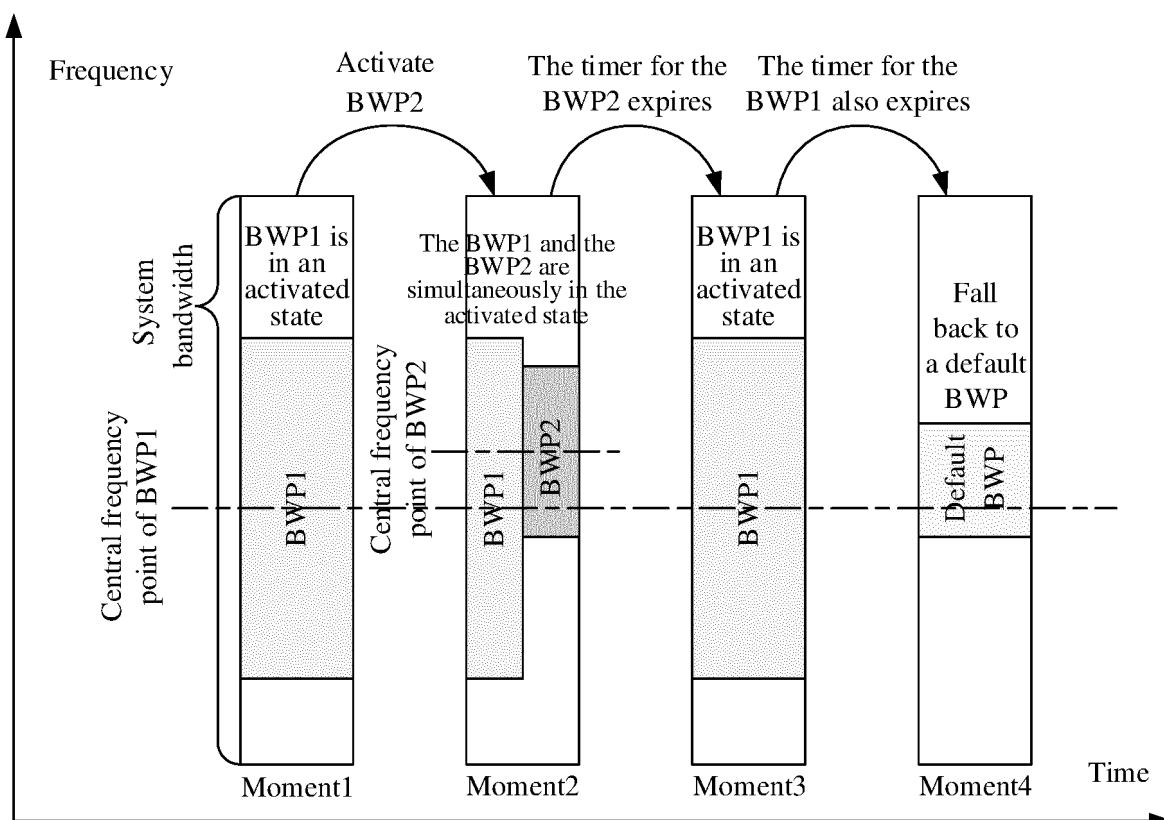 Frequency
Activate
BWP2
The timer for the
BWP2 expires
The timer for the
BWP1 also expires
System
bandwidth
BWP1 is
in an
activated
state
The BWP1 and the
BWP2 are
simultaneously in the
activated state
BWP1 is
in an
activated
state
Fall
back to
a default
BWP
Central frequency
point of BWP1
BWP1
Central frequency
point of BWP2
BWP1
BWP2
BWP1
Default
BWP
Moment1
Moment2
Moment3
Moment4
Time